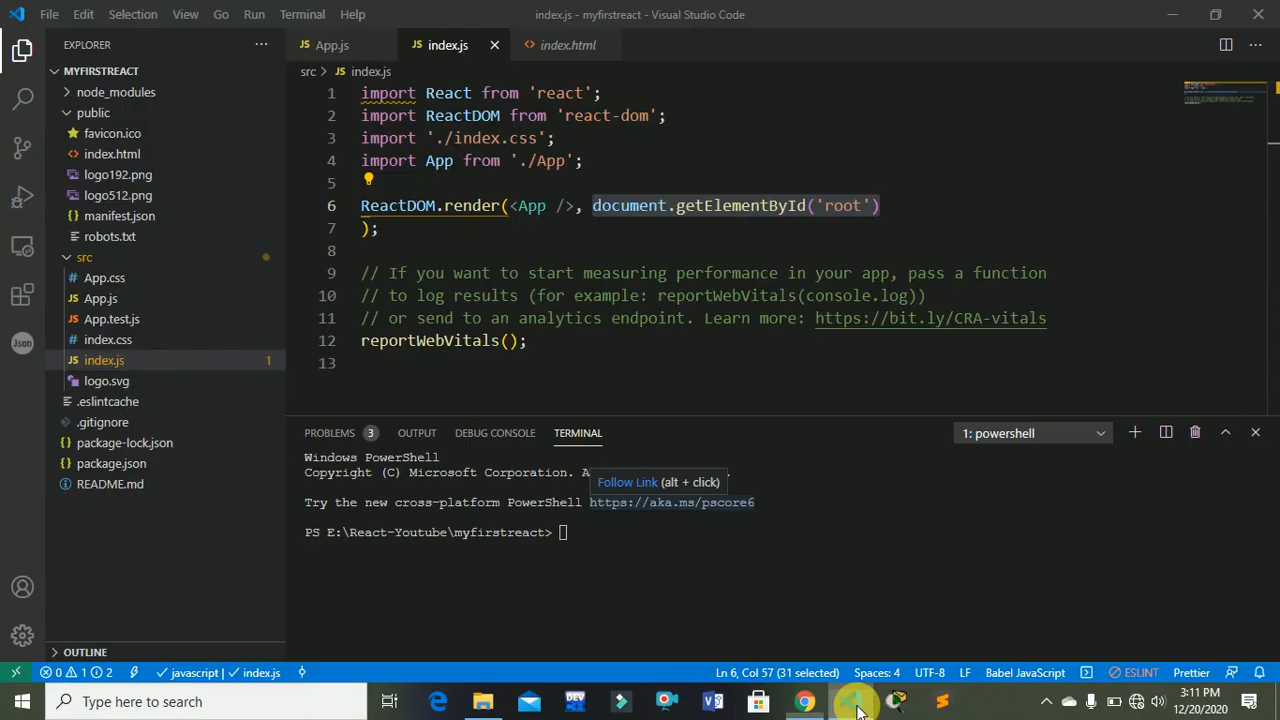 File Edit Selection View Go Run Terminal Help index.js - myfirstreact - Visual Studio Code
EXPLORER
App.js
index.js
index.html
MYFIRSTREACT
node_modules
public
favicon.ico
index.html
logo192.png
logo512.png
manifest.json
robots.txt
src
App.css
App.js
App.test.js
index.css
index.js 1
logo.svg
.eslintcache
.gitignore
package-lock.json
package.json
README.md
OUTLINE
src > index.js
1 import React from 'react';
2 import ReactDOM from 'react-dom';
3 import './index.css';
4 import App from './App';
5
6 ReactDOM.render(<App />, document.getElementById('root')
7 );
8
9 // If you want to start measuring performance in your app, pass a function
10 // to log results (for example: reportWebVitals(console.log))
11 // or send to an analytics endpoint. Learn more: https://bit.ly/CRA-vitals
12 reportWebVitals();
13
PROBLEMS 3 OUTPUT DEBUG CONSOLE TERMINAL 1: powershell
Windows PowerShell
Copyright (C) Microsoft Corporation. A .
Follow Link (alt + click)
Try the new cross-platform PowerShell https://aka.ms/pscore6
PS E:\React-Youtube\myfirstreact>
Json
0 1 2 javascript | index.js Ln 6, Col 57 (31 selected) Spaces: 4 UTF-8 LF Babel JavaScript ESLINT Prettier
Type here to search
DEV
3:11 PM
12/20/2020